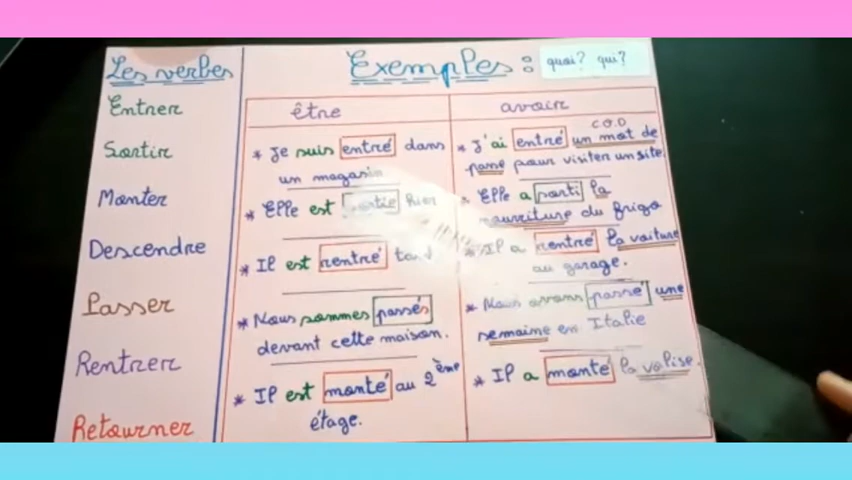 Les verbes
Exemples :
quoi? qui?
Entrer
Sortir
Monter
Descendre
Passer
Rentrer
Retourner
être
* Je suis entré dans
un magasin
* Elle est sortie hier
* Il est rentré tard
* Nous sommes passés
devant cette maison.
* Il est monté au 2ème
étage.
avoir
C.O.D
* J'ai entré un mot de
passe pour visiter un site.
* Elle a sorti la
nourriture du frigo
* Il a rentré la voiture
au garage.
* Nous avons passé une
semaine en Italie
* Il a monté la valise.